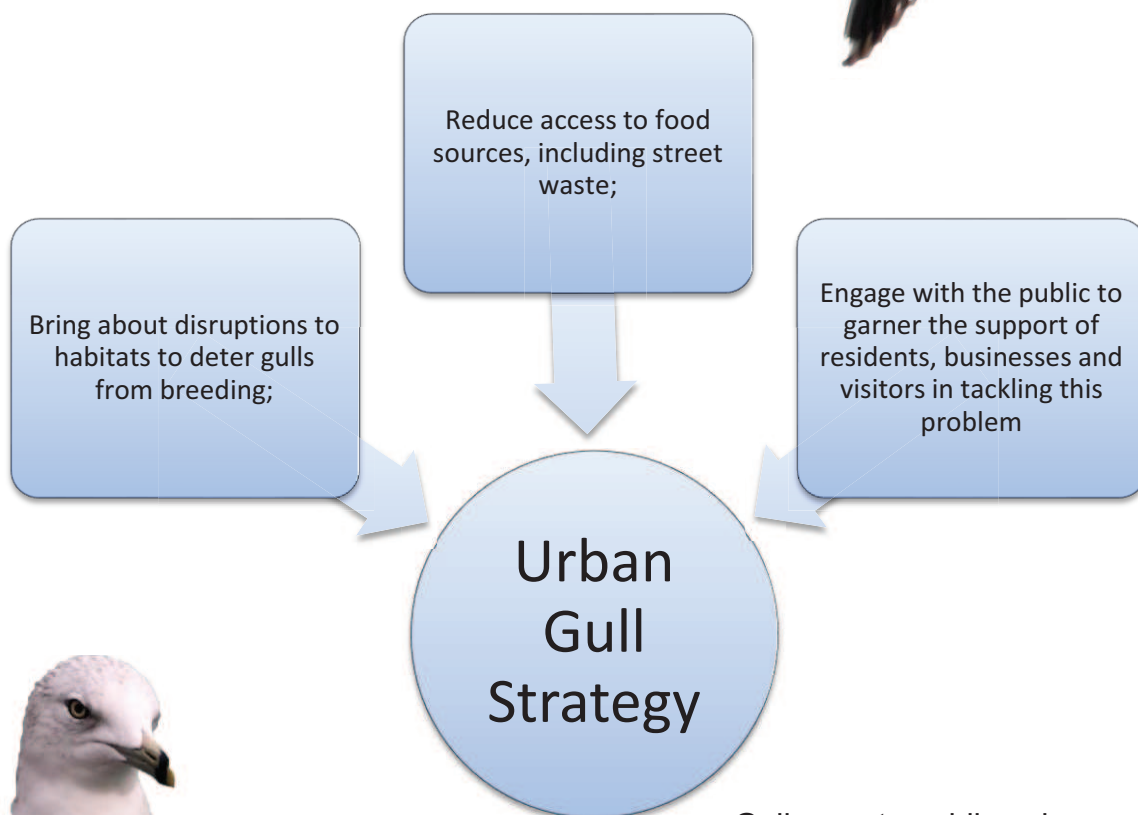 Reduce access to food
sources, including street
waste;
Bring about disruptions to
habitats to deter gulls
from breeding;
Engage with the public to
garner the support of
residents, businesses and
visitors in tackling this
problem
Urban
Gull
Strategy